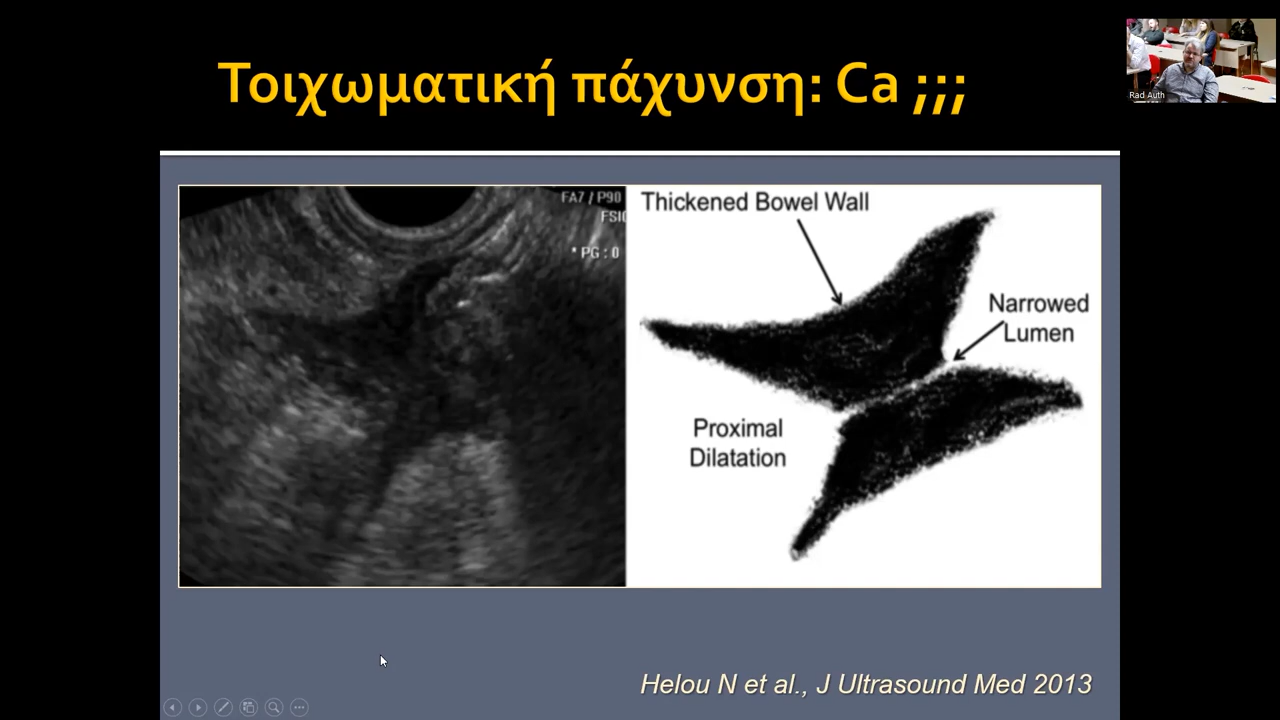 Τοιχωματική πάχυνση: Ca ;;;
Rad Auth
FA7 / P90
* PG : 0
Thickened Bowel Wall
Narrowed
Lumen
Proximal
Dilatation
Helou N et al., J Ultrasound Med 2013